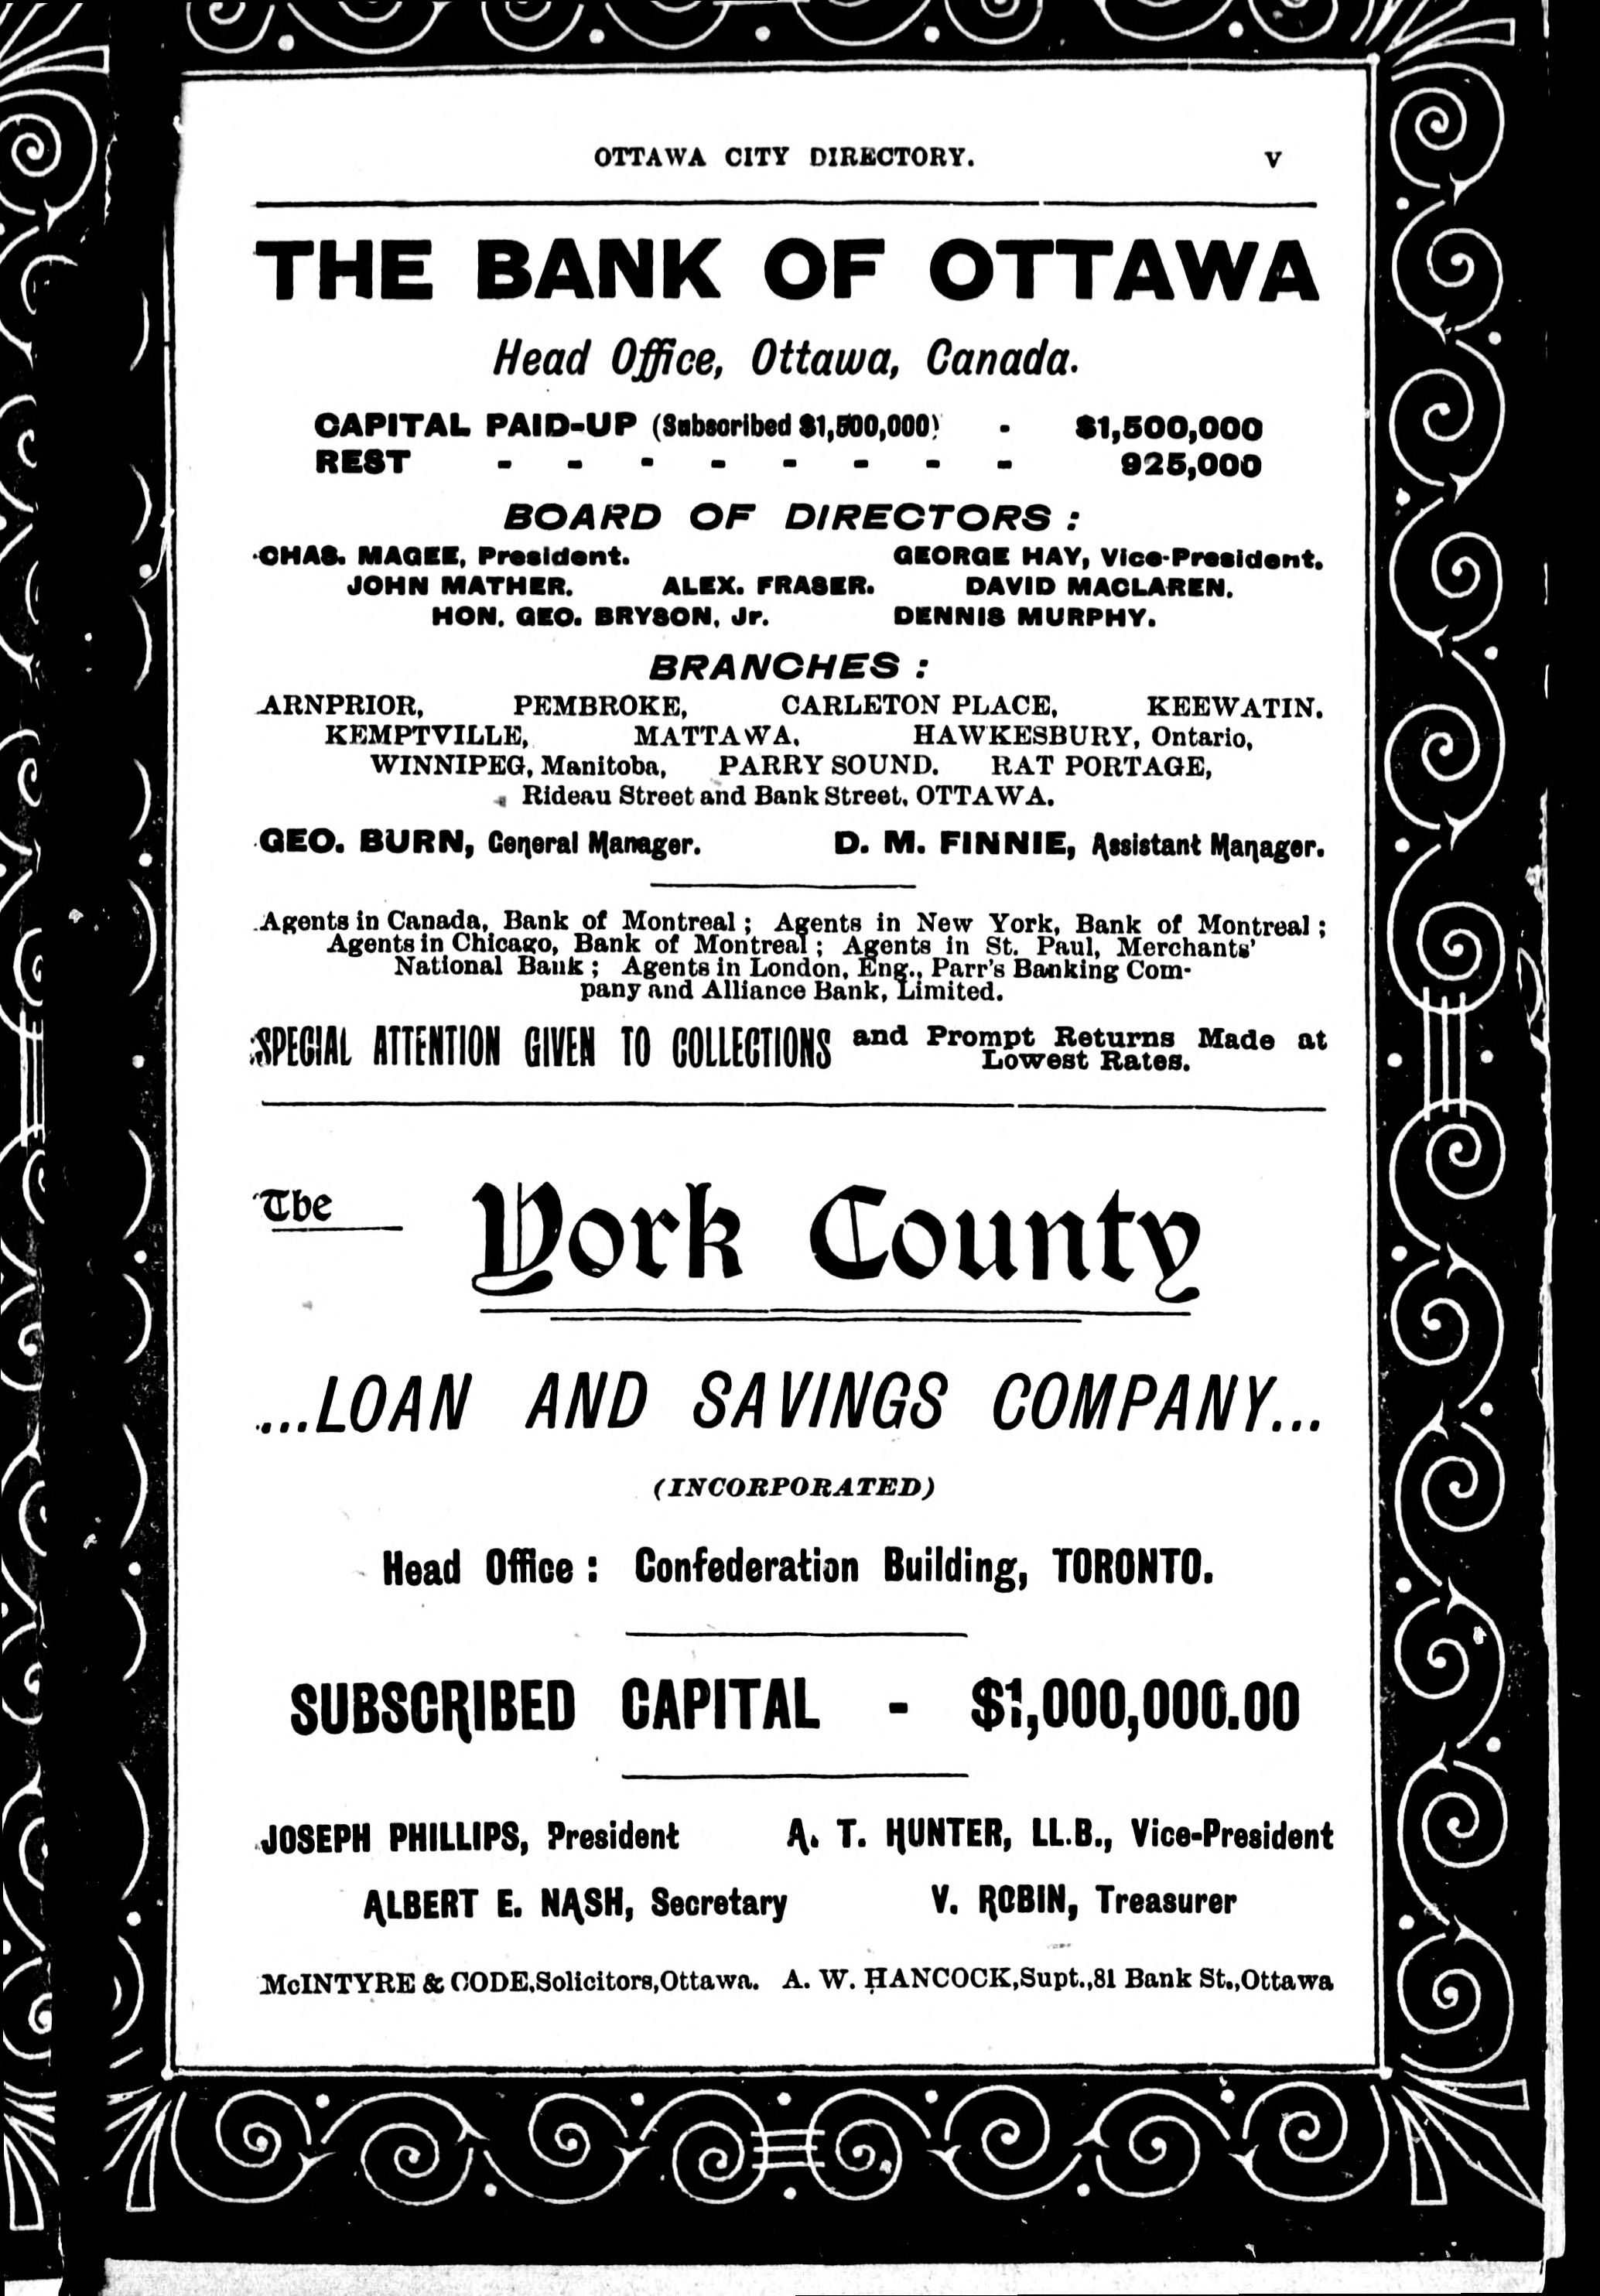 OTTAWA CITY DIRECTORY. v
THE BANK OF OTTAWA
Head Office, Ottawa, Canada.
CAPITAL PAID-UP (Subscribed $1,500,000) - $1,500,000
REST - - - - - - - - 925,000
BOARD OF DIRECTORS :
CHAS. MAGEE, President. GEORGE HAY, Vice-President.
JOHN MATHER. ALEX. FRASER. DAVID MACLAREN.
HON. GEO. BRYSON, Jr. DENNIS MURPHY.
BRANCHES :
ARNPRIOR, PEMBROKE, CARLETON PLACE, KEEWATIN.
KEMPTVILLE, MATTAWA, HAWKESBURY, Ontario,
WINNIPEG, Manitoba, PARRY SOUND. RAT PORTAGE,
Rideau Street and Bank Street, OTTAWA.
GEO. BURN, General Manager. D. M. FINNIE, Assistant Manager.
Agents in Canada, Bank of Montreal ; Agents in New York, Bank of Montreal ;
Agents in Chicago, Bank of Montreal ; Agents in St. Paul, Merchants'
National Bank ; Agents in London, Eng., Parr's Banking Com-
pany and Alliance Bank, Limited.
SPECIAL ATTENTION GIVEN TO COLLECTIONS and Prompt Returns Made at
Lowest Rates.
The York County
...LOAN AND SAVINGS COMPANY...
(INCORPORATED)
Head Office : Confederation Building, TORONTO.
SUBSCRIBED CAPITAL - $1,000,000.00
JOSEPH PHILLIPS, President A. T. HUNTER, LL.B., Vice-President
ALBERT E. NASH, Secretary V. ROBIN, Treasurer
McINTYRE & CODE,Solicitors,Ottawa. A. W. HANCOCK,Supt.,81 Bank St.,Ottawa